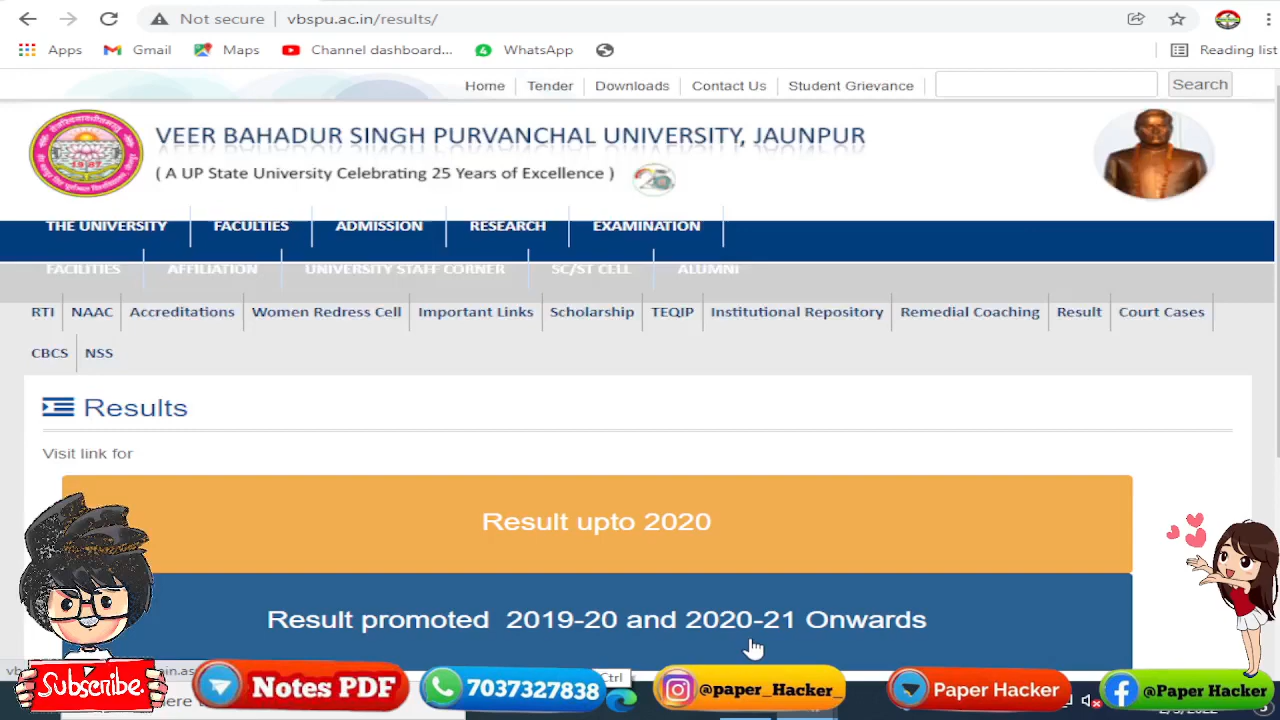 Not secure
vbspu.ac.in/results/
Apps
Gmail
Maps
Channel dashboard...
WhatsApp
Reading list
Home
Tender
Downloads
Contact Us
Student Grievance
Search
VEER BAHADUR SINGH PURVANCHAL UNIVERSITY, JAUNPUR
( A UP State University Celebrating 25 Years of Excellence )
25
1987
THE UNIVERSITY
FACULTIES
ADMISSION
RESEARCH
EXAMINATION
FACILITIES
AFFILIATION
UNIVERSITY STAFF CORNER
SC/ST CELL
ALUMNI
RTI
NAAC
Accreditations
Women Redress Cell
Important Links
Scholarship
TEQIP
Institutional Repository
Remedial Coaching
Result
Court Cases
CBCS
NSS
Results
Visit link for
Result upto 2020
Result promoted 2019-20 and 2020-21 Onwards
Ctrl
Subscribe.
Notes PDF
7037327838
@paper_Hacker_
Paper Hacker
@Paper Hacker